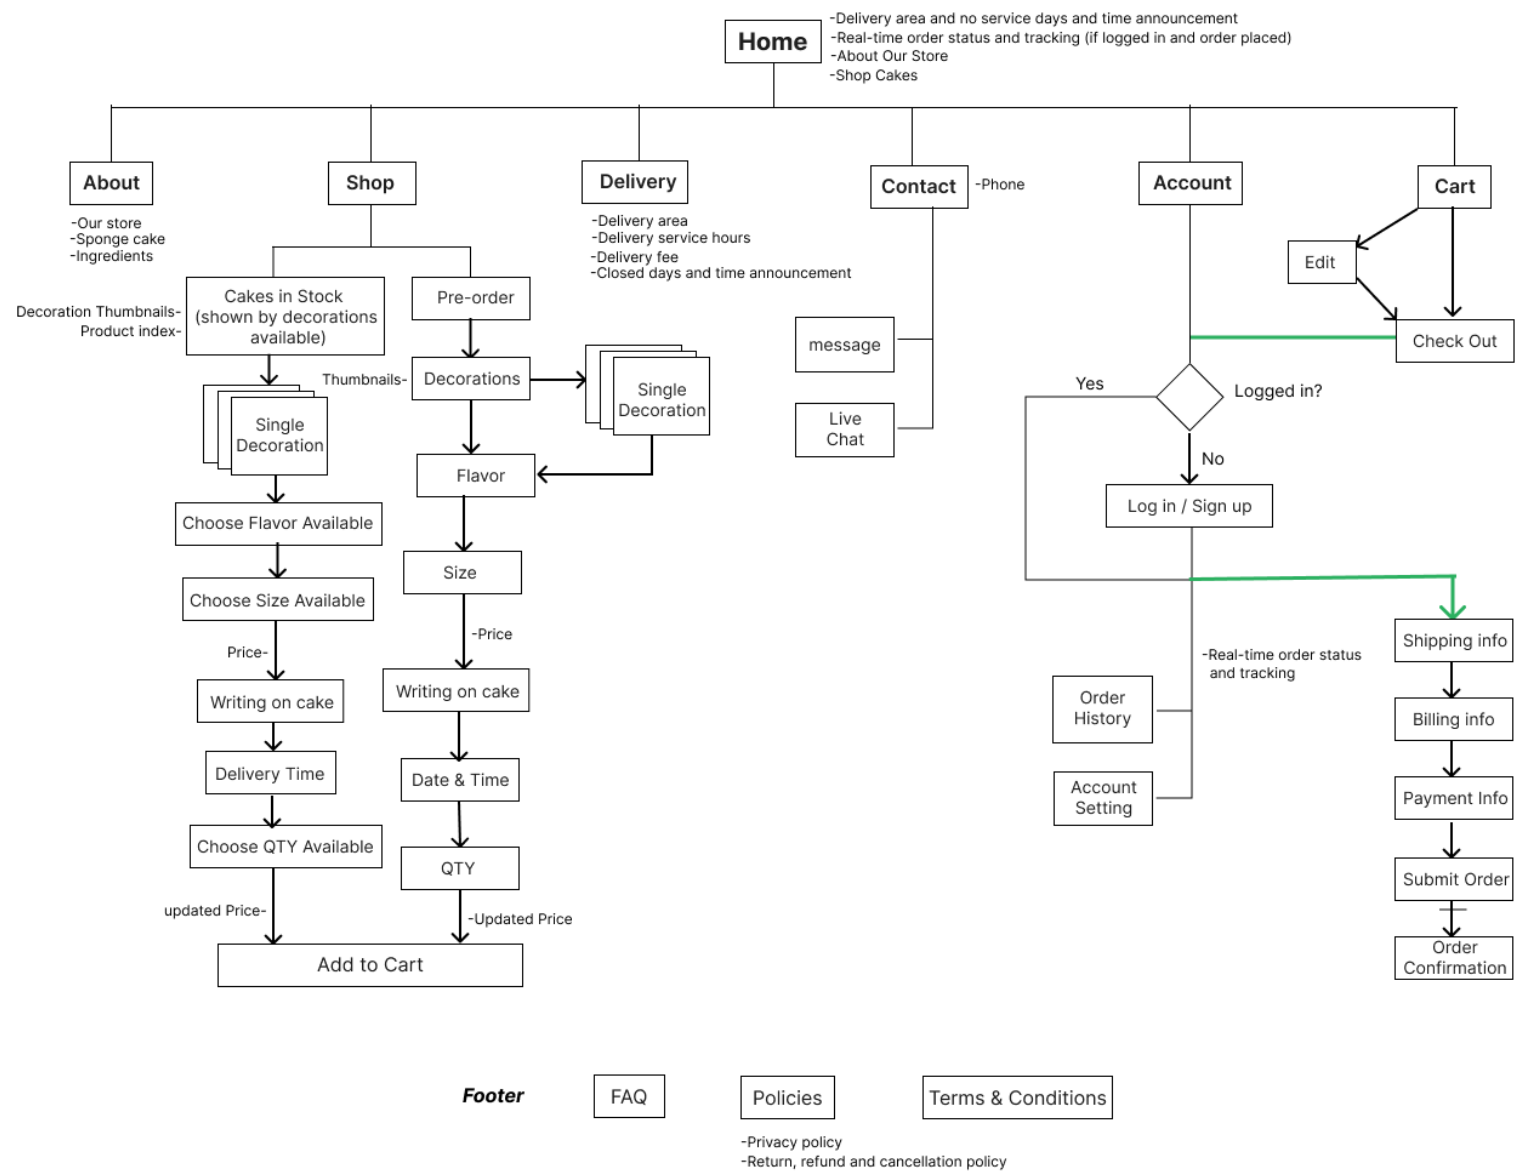 Home
-Delivery area and no service days and time announcement
-Real-time order status and tracking (if logged in and order placed)
-About Our Store
-Shop Cakes
About
-Our store
-Sponge cake
-Ingredients
Shop
Delivery
-Delivery area
-Delivery service hours
-Delivery fee
-Closed days and time announcement
Contact
-Phone
Account
Cart
Decoration Thumbnails-
Product index-
Cakes in Stock
(shown by decorations
available)
Single
Decoration
Choose Flavor Available
Choose Size Available
Price-
Writing on cake
Delivery Time
Choose QTY Available
updated Price-
Pre-order
Thumbnails-
Decorations
Single
Decoration
Flavor
Size
-Price
Writing on cake
Date & Time
QTY
-Updated Price
Add to Cart
message
Live
Chat
Logged in?
Yes
No
Log in / Sign up
-Real-time order status
and tracking
Order
History
Account
Setting
Edit
Check Out
Shipping info
Billing info
Payment Info
Submit Order
Order
Confirmation
Footer
FAQ
Policies
-Privacy policy
-Return, refund and cancellation policy
Terms & Conditions